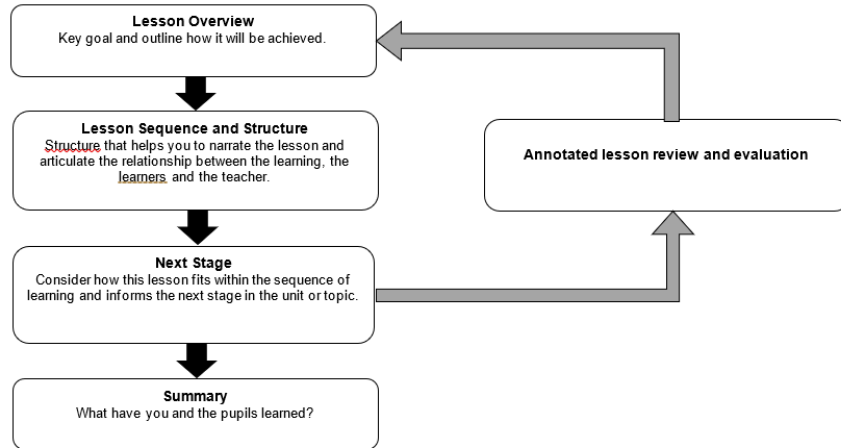 Lesson Overview
Key goal and outline how it will be achieved.
Lesson Sequence and Structure
Structure that helps you to narrate the lesson and
articulate the relationship between the learning, the
learners and the teacher.
Next Stage
Consider how this lesson fits within the sequence of
learning and informs the next stage in the unit or topic.
Summary
What have you and the pupils learned?
Annotated lesson review and evaluation